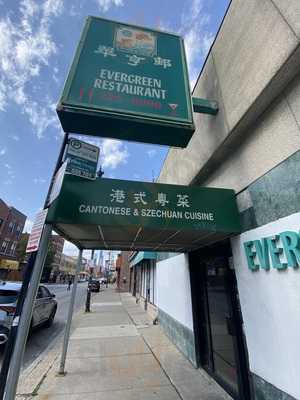 翠亨邨
EVERGREEN
RESTAURANT
港式粵菜
CANTONESE & SZECHUAN CUISINE
EVERG